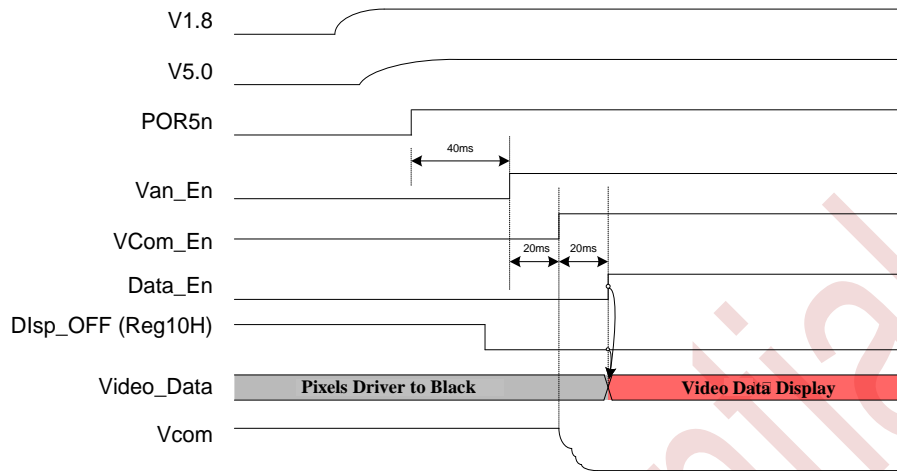 V1.8
V5.0
POR5n
40ms
Van_En
VCom_En
20ms 20ms
Data_En
DIsp_OFF (Reg10H)
Video_Data Pixels Driver to Black Video Data Display
Vcom